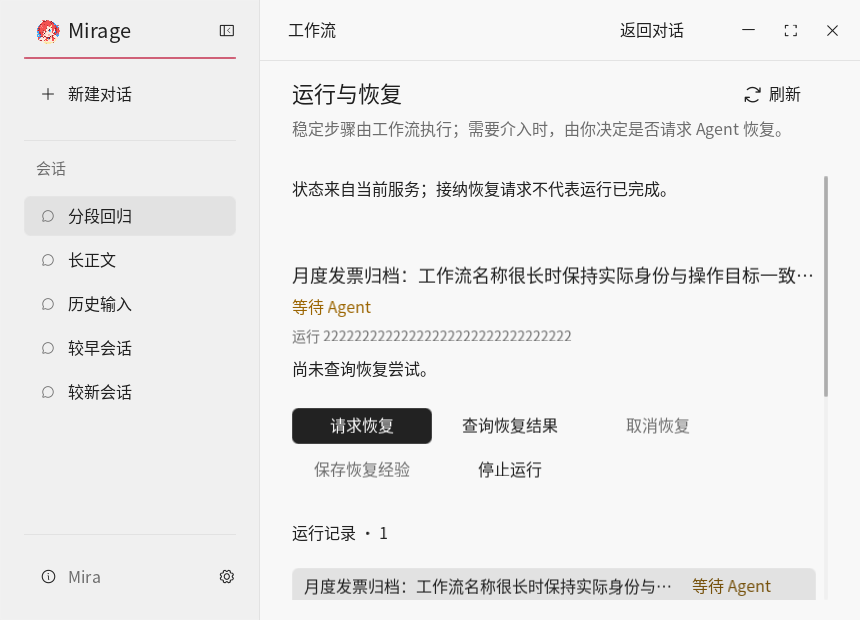 Mirage
新建对话
会话
分段回归
长正文
历史输入
较早会话
较新会话
Mira
工作流
返回对话
运行与恢复
刷新
稳定步骤由工作流执行；需要介入时，由你决定是否请求 Agent 恢复。
状态来自当前服务；接纳恢复请求不代表运行已完成。
月度发票归档：工作流名称很长时保持实际身份与操作目标一致…
等待 Agent
运行 22222222222222222222222222222222
尚未查询恢复尝试。
请求恢复
查询恢复结果
取消恢复
保存恢复经验
停止运行
运行记录 · 1
月度发票归档：工作流名称很长时保持实际身份与…
等待 Agent